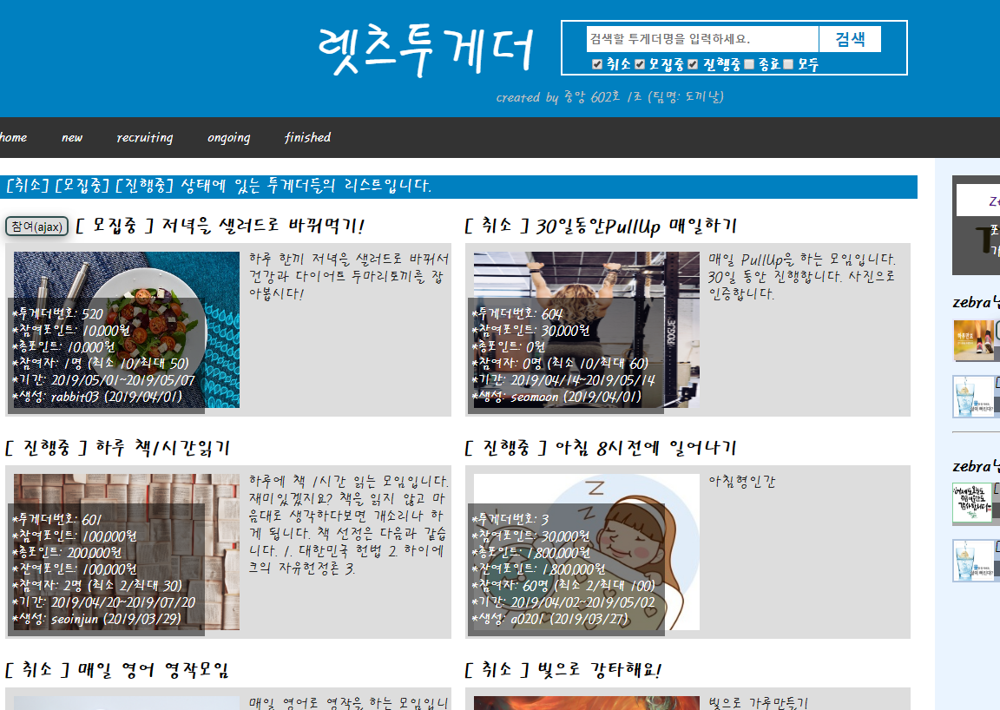 렛츠투게더
검색할 투게더명을 입력하세요.
검색
취소 모집중 진행중 종료 모두
created by 중앙 602호 1조 (팀명: 도끼날)
home new recruiting ongoing finished
[취소] [모집중] [진행중] 상태에 있는 투게더들의 리스트입니다.
참여(ajax) [ 모집중 ] 저녁을 샐러드로 바꿔먹기!
하루 한끼 저녁을 샐러드로 바꿔서
건강과 다이어트 두마리토끼를 잡
아봅시다!
*투게더번호: 520
*참여포인트: 10,000원
*총포인트: 10,000원
*참여자: 1명 (최소 10/최대 50)
*기간: 2019/05/01~2019/05/07
*생성: rabbit03 (2019/04/01)
[ 취소 ] 30일동안PullUp 매일하기
매일 PullUp을 하는 모임입니다.
30일 동안 진행합니다. 사진으로
인증합니다.
ROGUE
*투게더번호: 604
*참여포인트: 30,000원
*총포인트: 0원
*참여자: 0명 (최소 10/최대 60)
*기간: 2019/04/14~2019/05/14
*생성: seomoon (2019/04/01)
[ 진행중 ] 하루 책1시간읽기
하루에 책 1시간 읽는 모임입니다.
재미있겠지요? 책을 읽지 않고 마
음대로 생각하다보면 개소리나 하
게 됩니다. 책 선정은 다음과 같습
니다. 1. 대한민국 헌법 2. 하이에
크의 자유헌정론 3.
*투게더번호: 601
*참여포인트: 100,000원
*총포인트: 200,000원
*잔여포인트: 100,000원
*참여자: 2명 (최소 2/최대 30)
*기간: 2019/04/20~2019/07/20
*생성: seoinjun (2019/03/29)
[ 진행중 ] 아침 8시전에 일어나기
아침형인간
Z
Z
Z
*투게더번호: 3
*참여포인트: 30,000원
*총포인트: 1,800,000원
*잔여포인트: 1,800,000원
*참여자: 60명 (최소 2/최대 100)
*기간: 2019/04/02~2019/05/02
*생성: a0201 (2019/03/27)
[ 취소 ] 매일 영어 영작모임
매일 영어로 영작을 하는 모임입니
[ 취소 ] 빛으로 강타해요!
빛으로 가루만들기
zebra
zebra